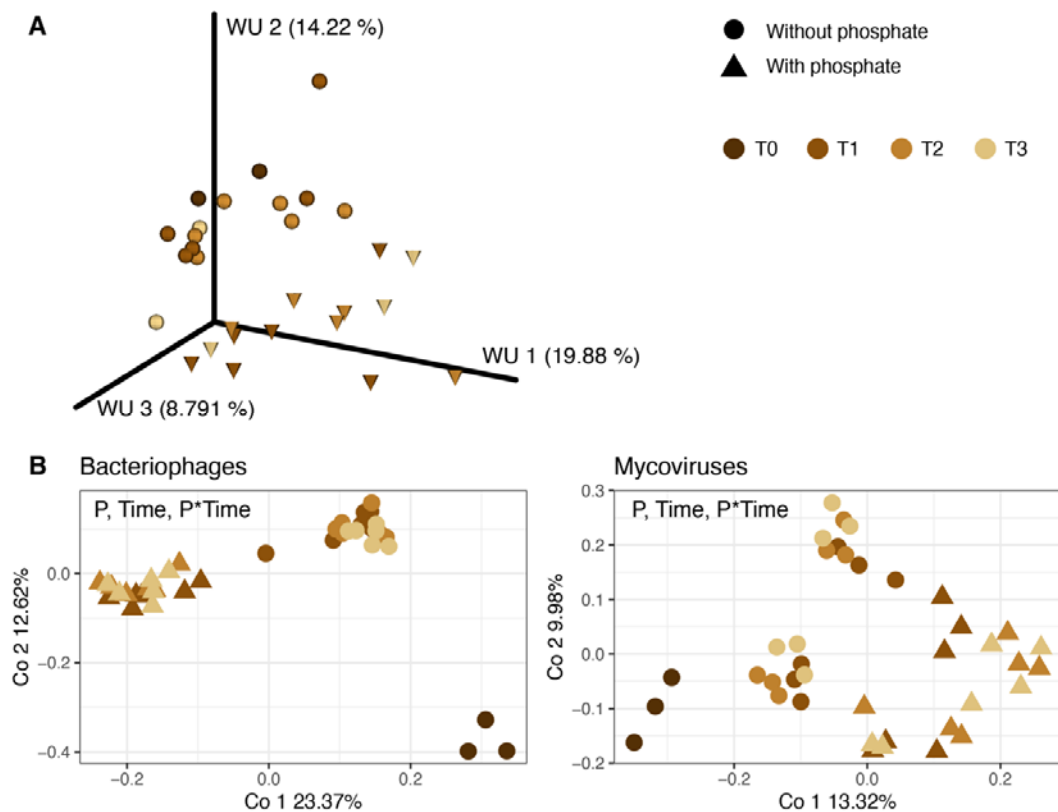 A
WU 2 (14.22 %)
WU 1 (19.88 %)
WU 3 (8.791 %)
Without phosphate
With phosphate
T0 T1 T2 T3
B Bacteriophages
P, Time, P*Time
0.0
−0.2
−0.4
Co 2 12.62%
−0.2 0.0 0.2
Co 1 23.37%
Mycoviruses
P, Time, P*Time
0.3
0.2
0.1
0.0
−0.1
−0.2
Co 2 9.98%
−0.2 0.0 0.2
Co 1 13.32%